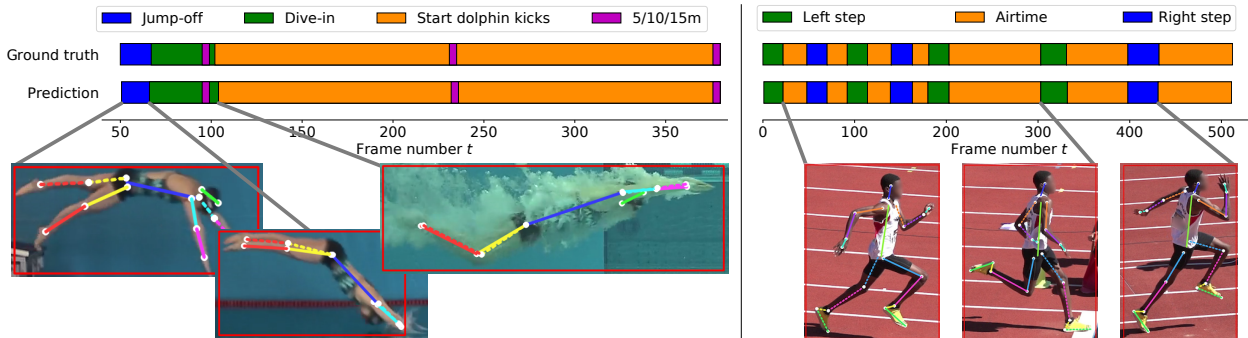 Jump-off Dive-in Start dolphin kicks 5/10/15m
Ground truth
Prediction
50 100 150 200 250 300 350
Frame number t
Left step Airtime Right step
0 100 200 300 400 500
Frame number t